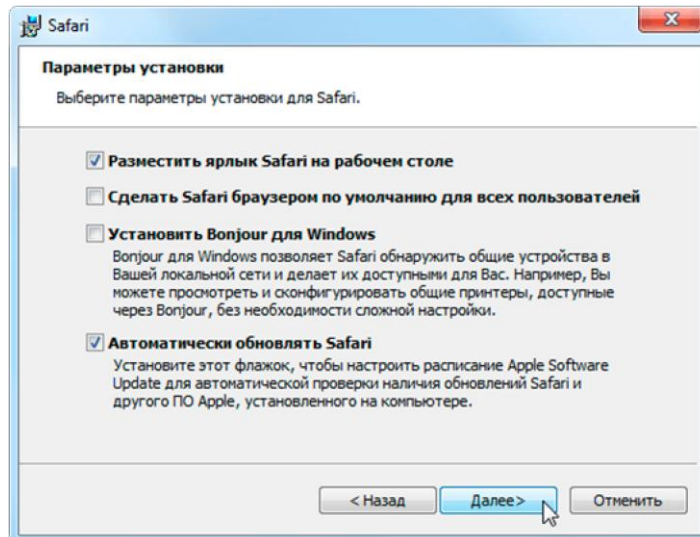 Safari
Параметры установки
Выберите параметры установки для Safari.
Разместить ярлык Safari на рабочем столе
Сделать Safari браузером по умолчанию для всех пользователей
Установить Bonjour для Windows
Bonjour для Windows позволяет Safari обнаружить общие устройства в
Вашей локальной сети и делает их доступными для Вас. Например, Вы
можете просмотреть и сконфигурировать общие принтеры, доступные
через Bonjour, без необходимости сложной настройки.
Автоматически обновлять Safari
Установите этот флажок, чтобы настроить расписание Apple Software
Update для автоматической проверки наличия обновлений Safari и
другого ПО Apple, установленного на компьютере.
< Назад Далее> Отменить